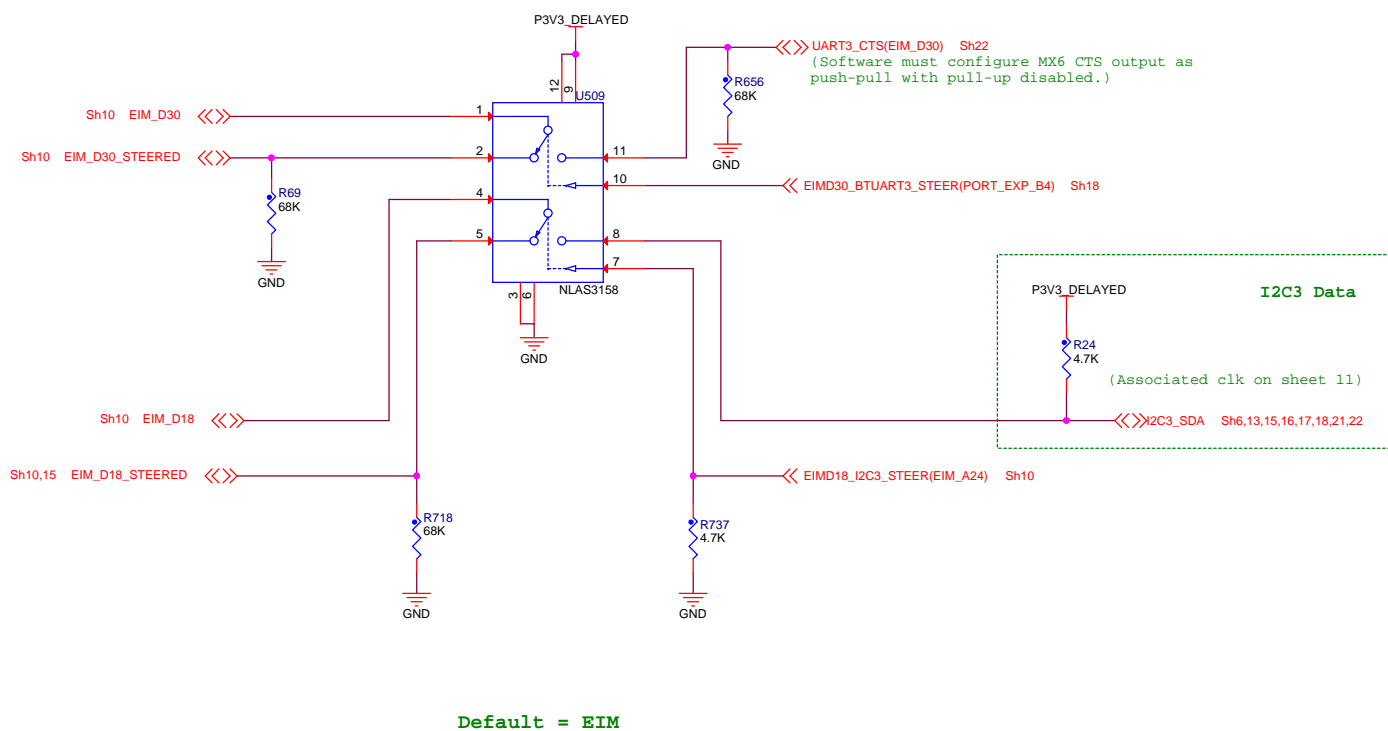 P3V3_DELAYED
UART3_CTS(EIM_D30) Sh22
(Software must configure MX6 CTS output as
push-pull with pull-up disabled.)
12
9
U509
R656
68K
GND
Sh10 EIM_D30
1
Sh10 EIM_D30_STEERED
2
11
10
EIMD30_BTUART3_STEER(PORT_EXP_B4) Sh18
R69
68K
GND
4
5
8
7
NLAS3158
3
6
GND
P3V3_DELAYED
I2C3 Data
R24
4.7K
(Associated clk on sheet 11)
Sh10 EIM_D18
I2C3_SDA Sh6,13,15,16,17,18,21,22
Sh10,15 EIM_D18_STEERED
EIMD18_I2C3_STEER(EIM_A24) Sh10
R718
68K
GND
R737
4.7K
GND
Default = EIM